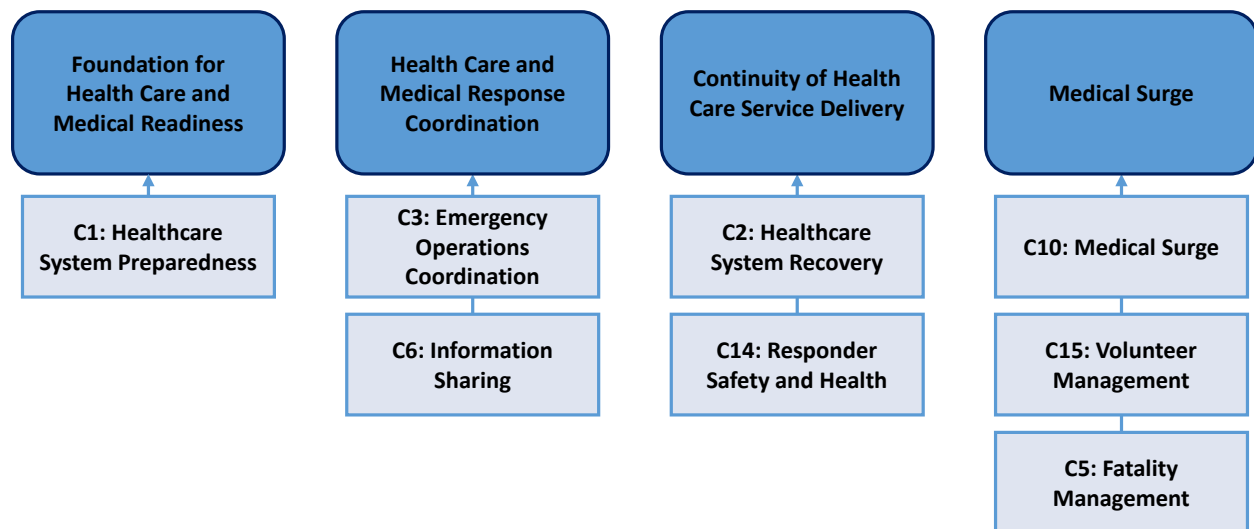 Foundation for
Health Care and
Medical Readiness
Health Care and
Medical Response
Coordination
Continuity of Health
Care Service Delivery
Medical Surge
C1: Healthcare
System Preparedness
C3: Emergency
Operations
Coordination
C2: Healthcare
System Recovery
C10: Medical Surge
C6: Information
Sharing
C14: Responder
Safety and Health
C15: Volunteer
Management
C5: Fatality
Management